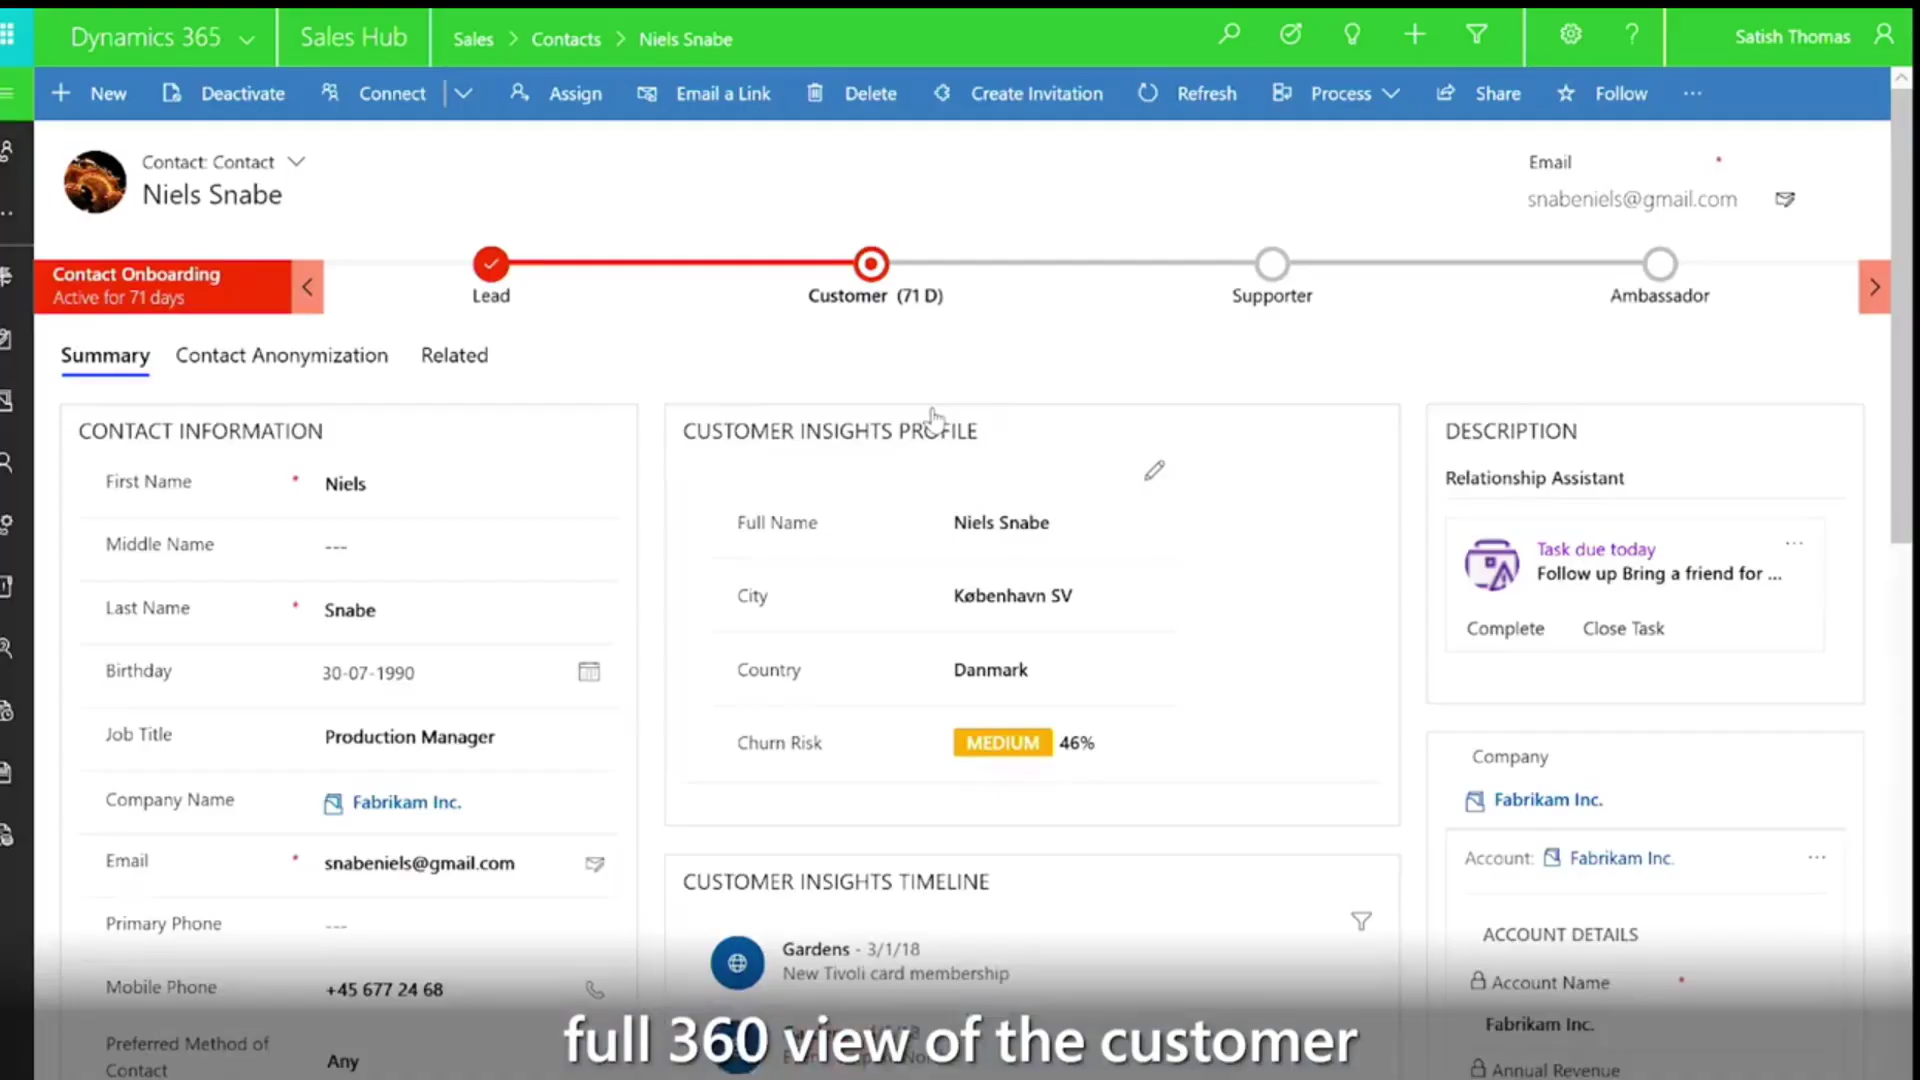 Dynamics 365
Sales Hub
Sales > Contacts > Niels Snabe
Satish Thomas
New
Deactivate
Connect
Assign
Email a Link
Delete
Create Invitation
Refresh
Process
Share
Follow
Contact: Contact
Niels Snabe
Email *
snabeniels@gmail.com
Contact Onboarding
Active for 71 days
Lead
Customer (71 D)
Supporter
Ambassador
Summary
Contact Anonymization
Related
CONTACT INFORMATION
First Name * Niels
Middle Name ---
Last Name * Snabe
Birthday 30-07-1990
Job Title Production Manager
Company Name Fabrikam Inc.
Email * snabeniels@gmail.com
Primary Phone ---
Mobile Phone +45 677 24 68
Preferred Method of
Contact Any
CUSTOMER INSIGHTS PROFILE
Full Name Niels Snabe
City København SV
Country Danmark
Churn Risk MEDIUM 46%
CUSTOMER INSIGHTS TIMELINE
Gardens - 3/1/18
New Tivoli card membership
DESCRIPTION
Relationship Assistant
Task due today
Follow up Bring a friend for ...
Complete Close Task
Company
Fabrikam Inc.
Account: Fabrikam Inc.
ACCOUNT DETAILS
Account Name *
Fabrikam Inc.
Annual Revenue
full 360 view of the customer